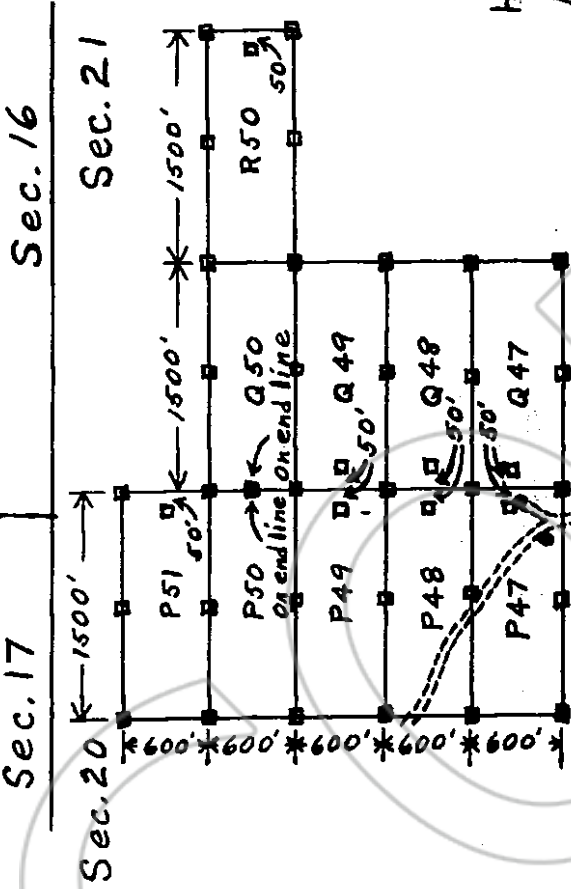 Sec. 17
Sec. 16
Sec. 20
Sec. 21
1500'
1500'
1500'
600'
600'
600'
600'
600'
P51
50'
P50
On end line
Q50
On end line
R50
50'
P49
Q49
50'
P48
Q48
50'
P47
Q47
50'